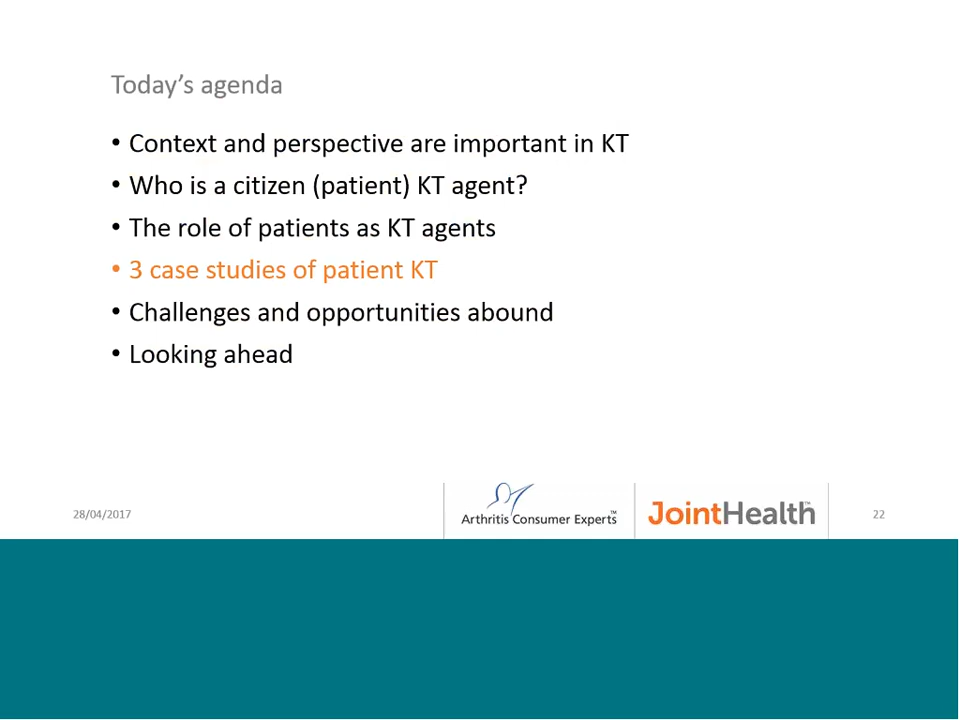 Today’s agenda
• Context and perspective are important in KT
• Who is a citizen (patient) KT agent?
• The role of patients as KT agents
• 3 case studies of patient KT
• Challenges and opportunities abound
• Looking ahead
28/04/2017
Arthritis Consumer Experts™
JointHealth™
22